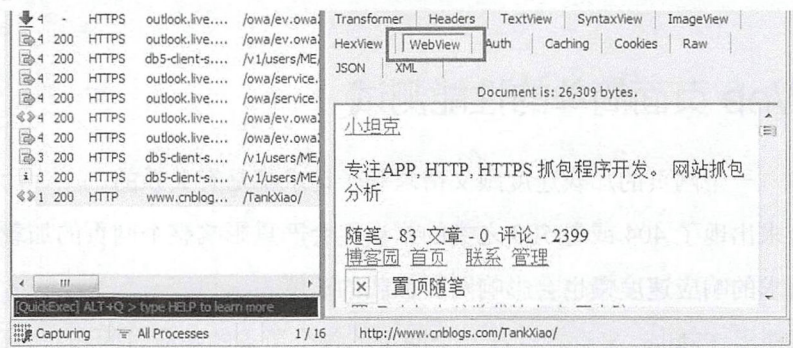 4 - HTTPS outlook.live.... /owa/ev.owa
4 200 HTTPS outlook.live.... /owa/ev.owa
4 200 HTTPS db5-client-s.... /v1/users/ME/
4 200 HTTPS outlook.live.... /owa/service.
4 200 HTTPS outlook.live.... /owa/service.
4 200 HTTPS outlook.live.... /owa/ev.owa
4 200 HTTPS outlook.live.... /owa/ev.owa
3 200 HTTPS db5-client-s.... /v1/users/ME/
3 200 HTTPS db5-client-s.... /v1/users/ME/
1 200 HTTP www.cnblog... /TankXiao/
[QuickExec] ALT+Q > type HELP to learn more
Capturing All Processes 1 / 16 http://www.cnblogs.com/TankXiao/
Transformer Headers TextView SyntaxView ImageView
HexView WebView Auth Caching Cookies Raw
JSON XML
Document is: 26,309 bytes.
小坦克
专注APP, HTTP, HTTPS 抓包程序开发。 网站抓包
分析
随笔 - 83 文章 - 0 评论 - 2399
博客园 首页 联系 管理
置顶随笔